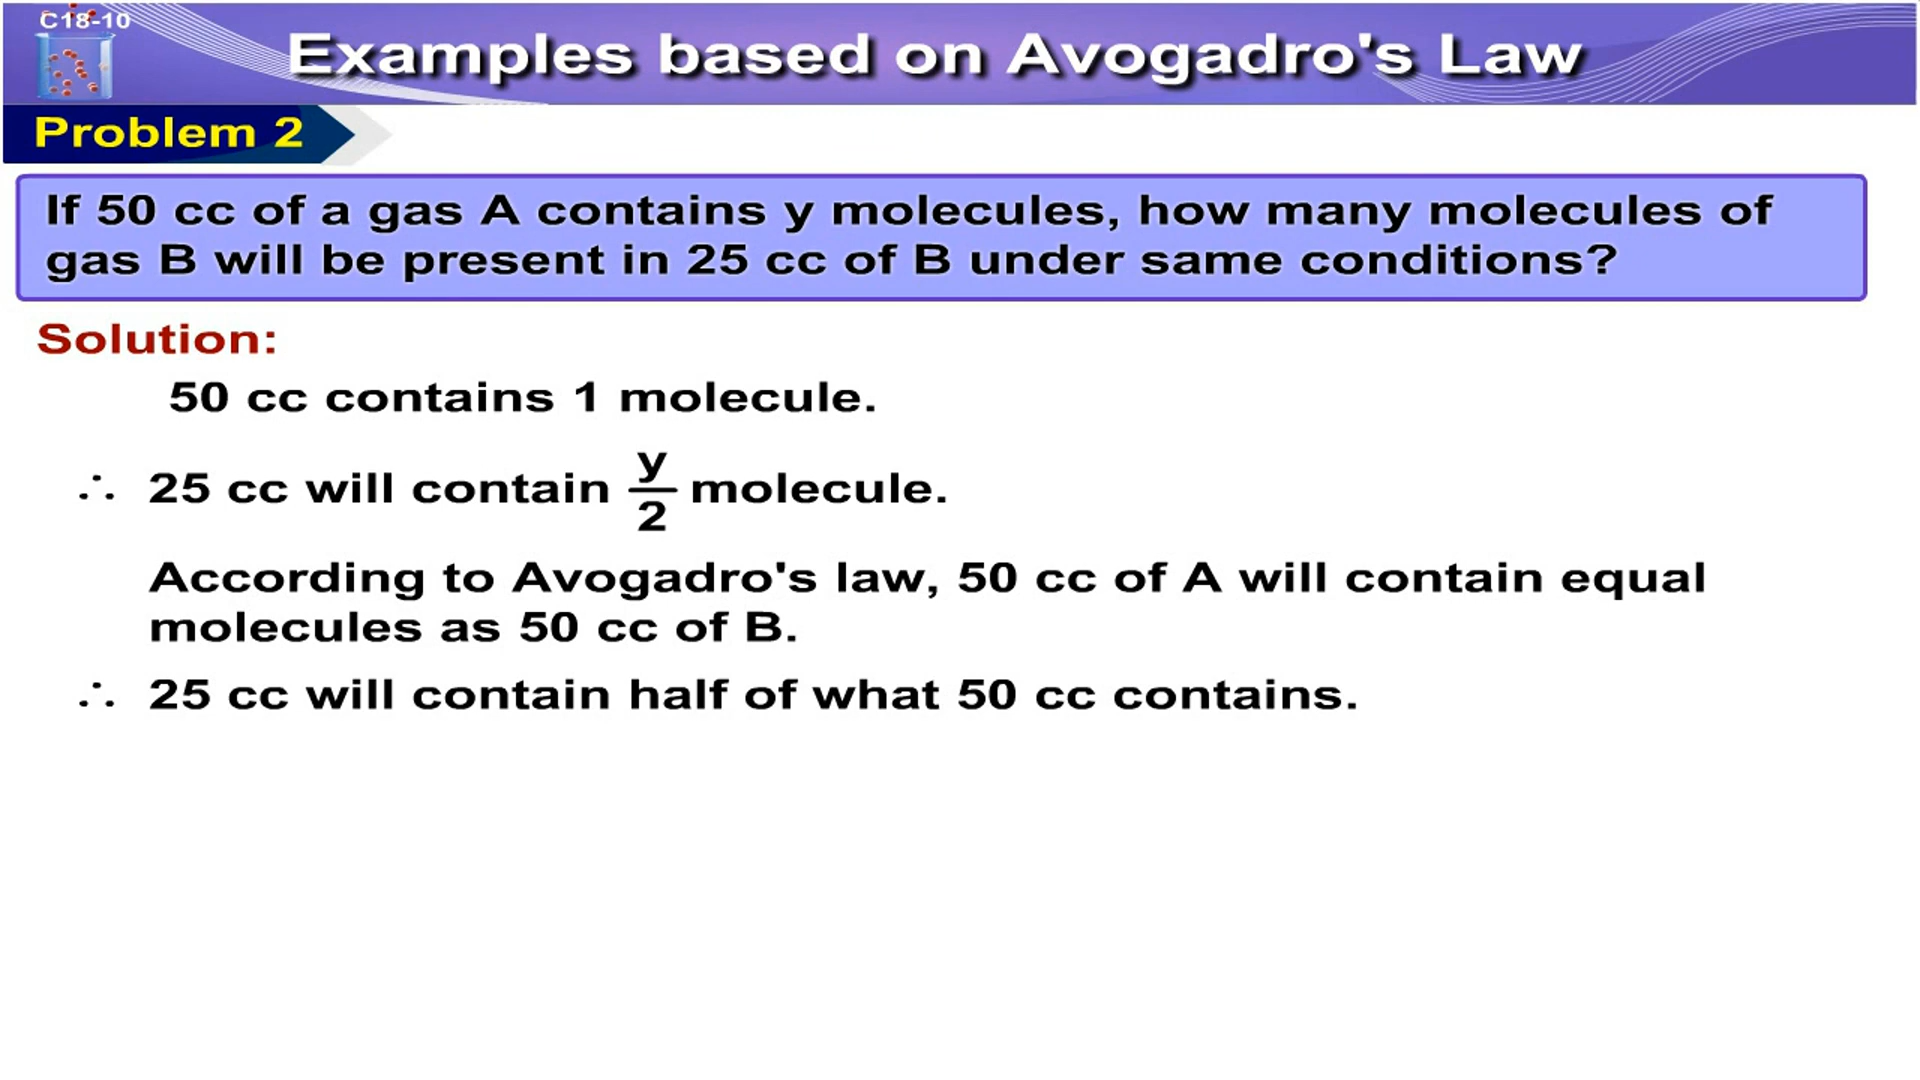 C18-10
Examples based on Avogadro's Law
Problem 2
If 50 cc of a gas A contains y molecules, how many molecules of
gas B will be present in 25 cc of B under same conditions?
Solution:
50 cc contains 1 molecule.
∴ 25 cc will contain y/2 molecule.
According to Avogadro's law, 50 cc of A will contain equal
molecules as 50 cc of B.
∴ 25 cc will contain half of what 50 cc contains.